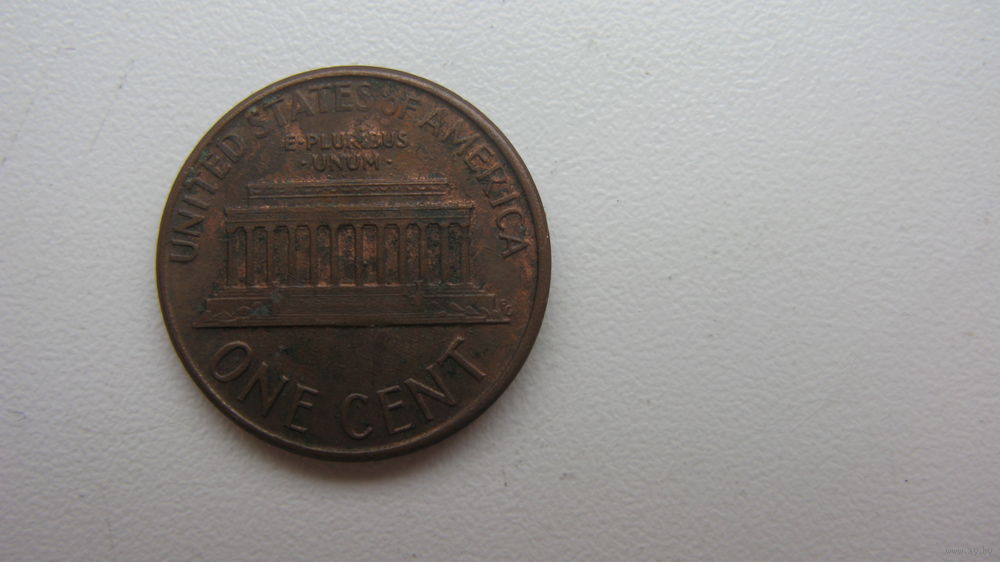 UNITED STATES OF AMERICA
E·PLURIBUS
·UNUM·
ONE CENT